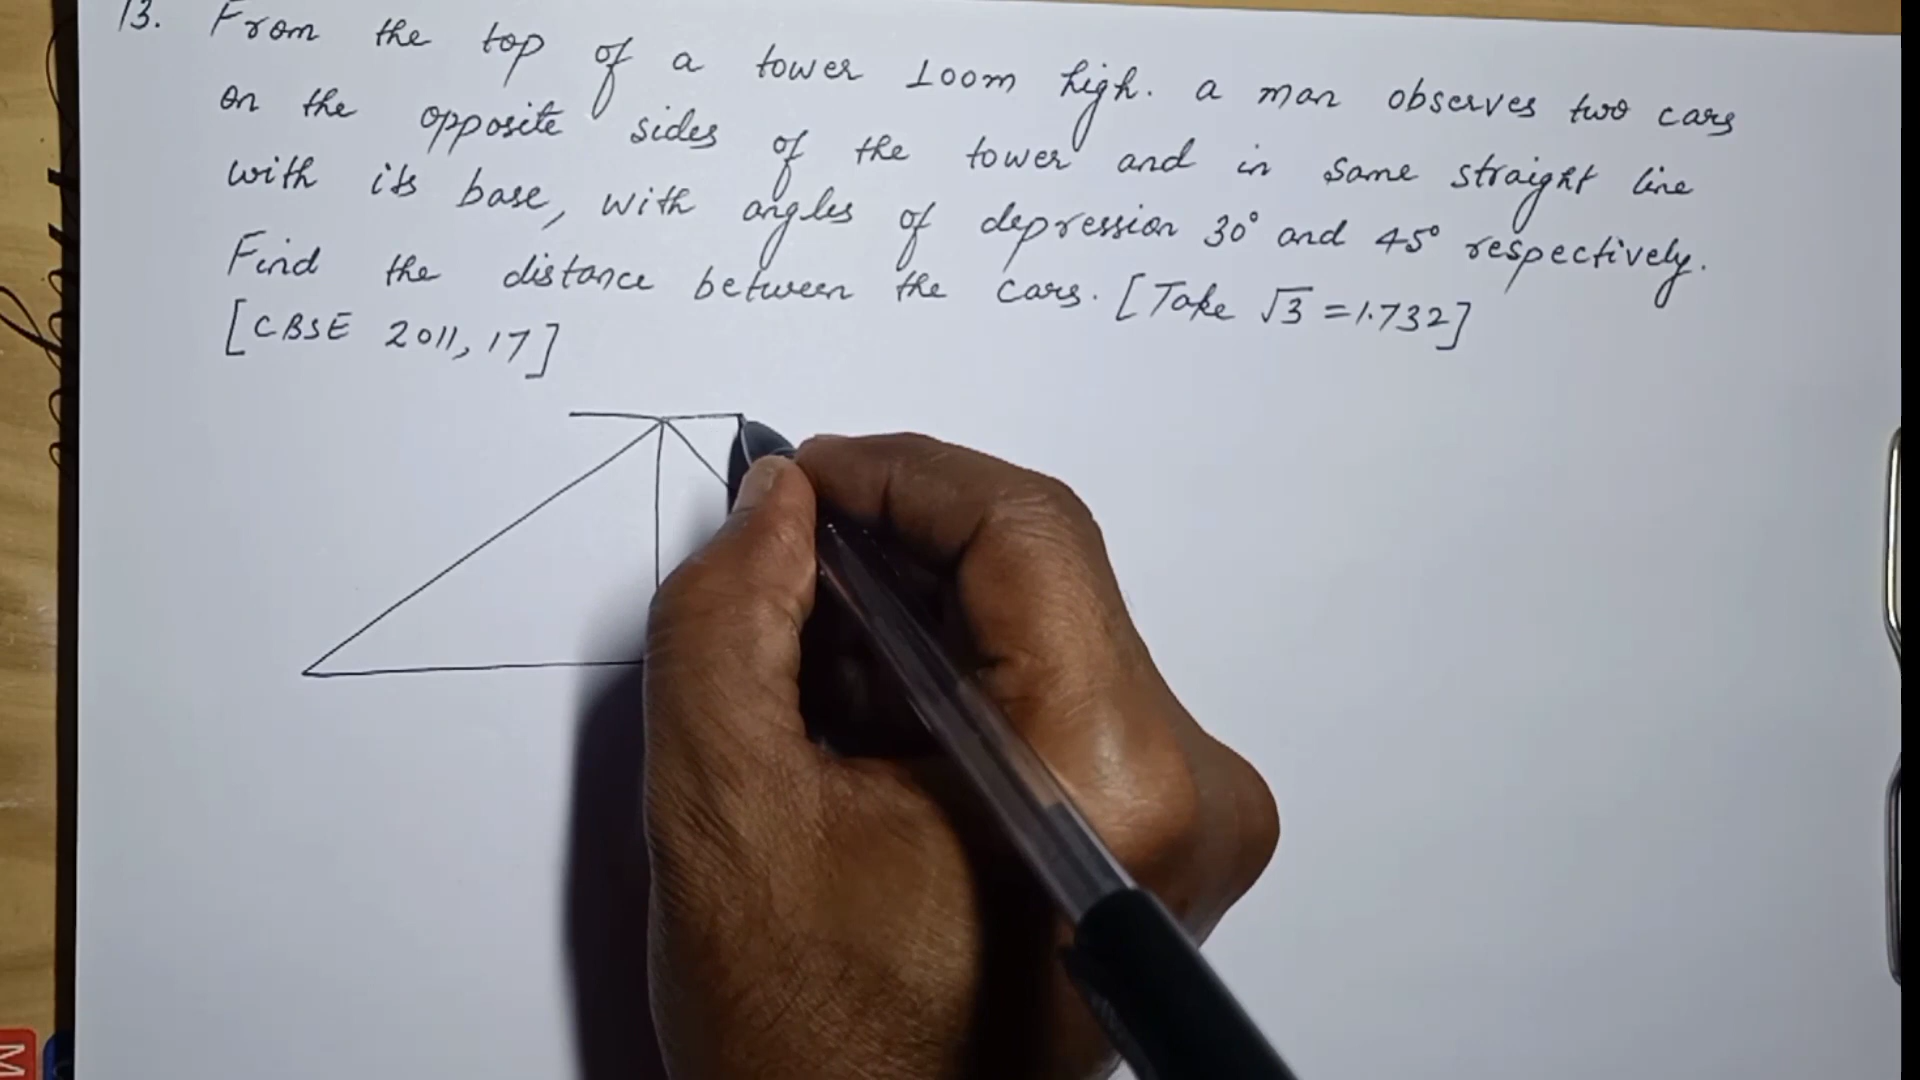 13. From the top of a tower 100m high. a man observes two cars
on the opposite sides of the tower and in same straight line
with its base, with angles of depression 30° and 45° respectively.
Find the distance between the cars. [Take √3 = 1.732]
[CBSE 2011, 17]
M